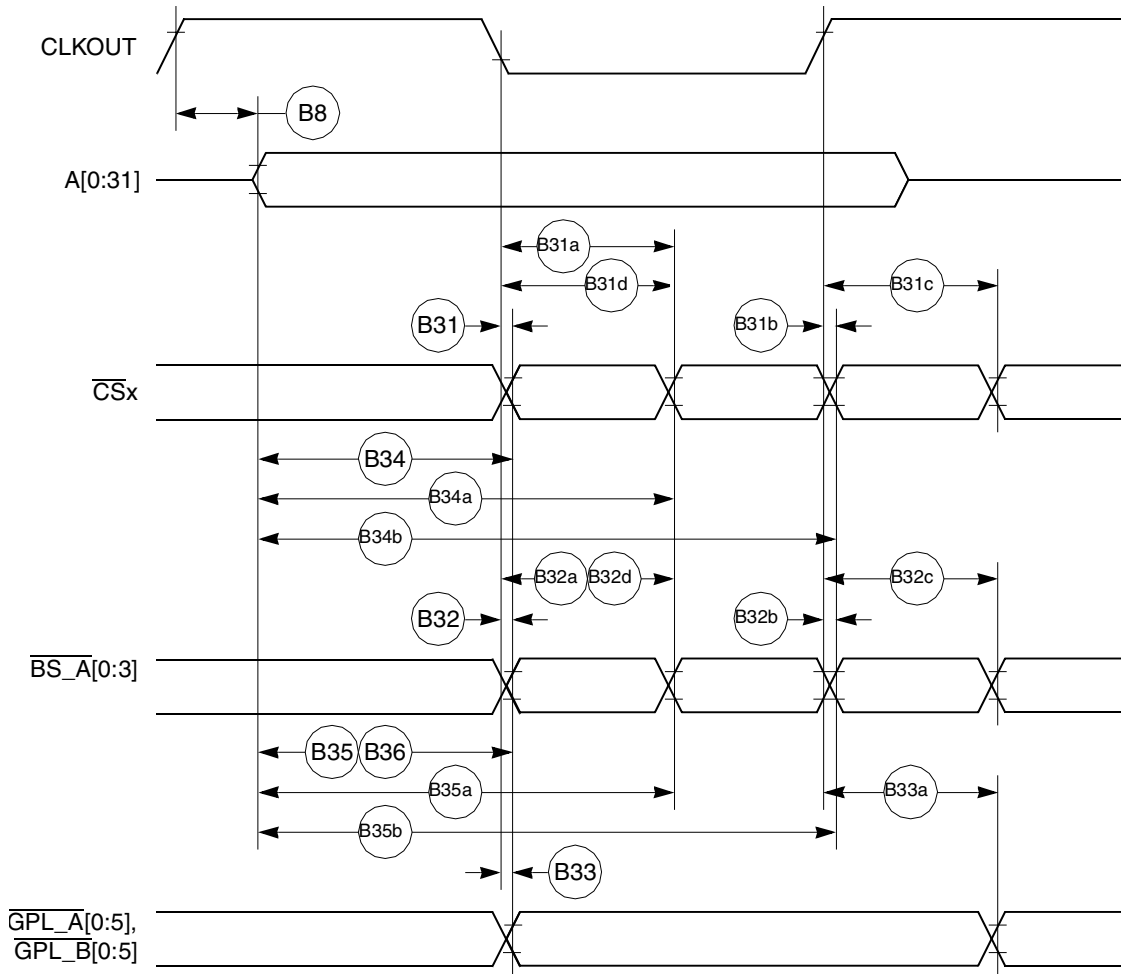 CLKOUT
B8
A[0:31]
B31a
B31d
B31c
B31
B31b
CSx
B34
B34a
B34b
B32a B32d
B32c
B32
B32b
BS_A[0:3]
B35 B36
B35a
B33a
B35b
B33
GPL_A[0:5],
GPL_B[0:5]